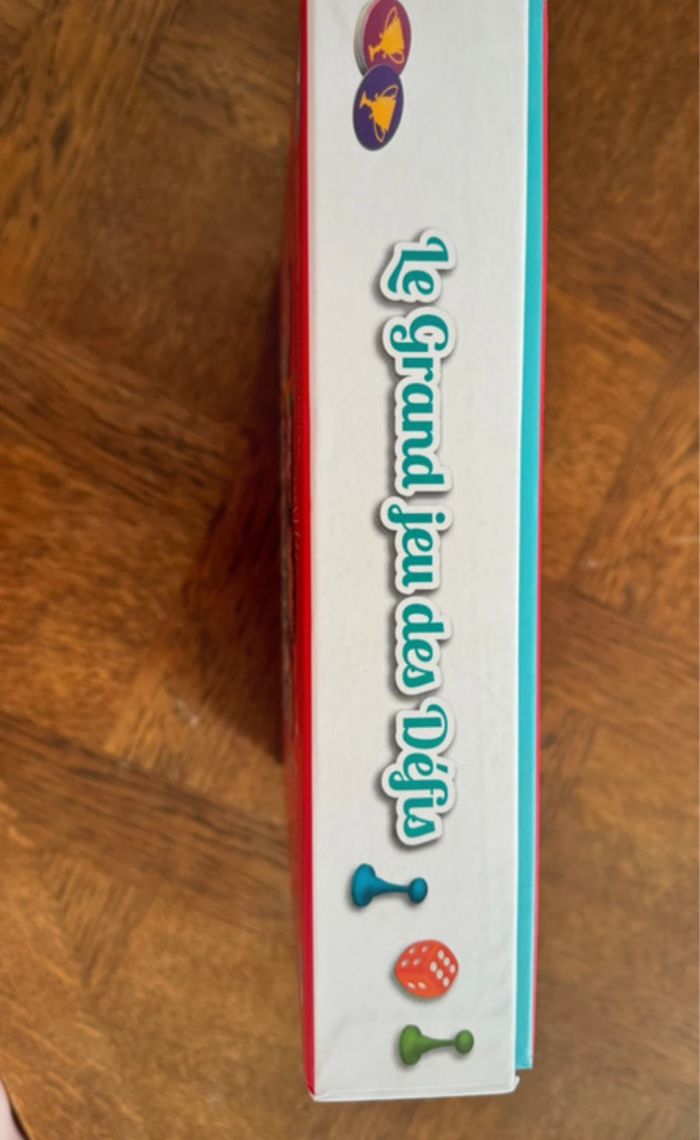 Le Grand jeu des Défis